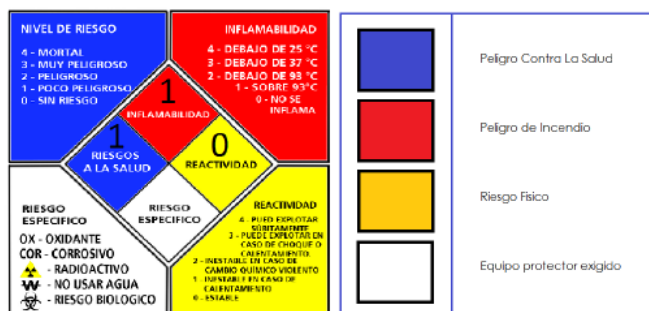 NIVEL DE RIESGO
4 - MORTAL
3 - MUY PELIGROSO
2 - PELIGROSO
1 - POCO PELIGROSO
0 - SIN RIESGO
INFLAMABILIDAD
4 - DEBAJO DE 25 °C
3 - DEBAJO DE 37 °C
2 - DEBAJO DE 93 °C
1 - SOBRE 93°C
0 - NO SE
INFLAMA
1
INFLAMABILIDAD
1
RIESGOS
A LA SALUD
0
REACTIVIDAD
RIESGO
ESPECIFICO
RIESGO
ESPECIFICO
OX - OXIDANTE
COR - CORROSIVO
- RADIOACTIVO
W - NO USAR AGUA
- RIESGO BIOLOGICO
REACTIVIDAD
4 - PUED EXPLOTAR
SÚBITAMENTE
3 - PUEDE EXPLOTAR EN
CASO DE CHOQUE O
CALENTAMIENTO.
2 - INESTABLE EN CASO DE
CAMBIO QUÍMICO VIOLENTO
1 - INESTABLE EN CASO DE
CALENTAMIENTO
0 - ESTABLE
Peligro Contra La Salud
Peligro de Incendio
Riesgo Fisico
Equipo protector exigido